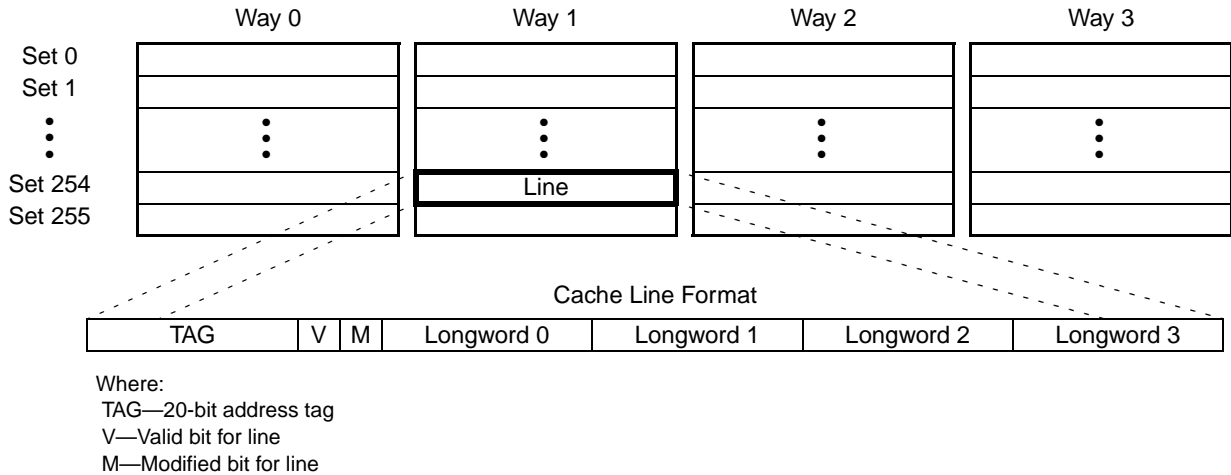 Way 0 Way 1 Way 2 Way 3
Set 0
Set 1
Set 254 Line
Set 255
Cache Line Format
TAG V M Longword 0 Longword 1 Longword 2 Longword 3
Where:
TAG—20-bit address tag
V—Valid bit for line
M—Modified bit for line